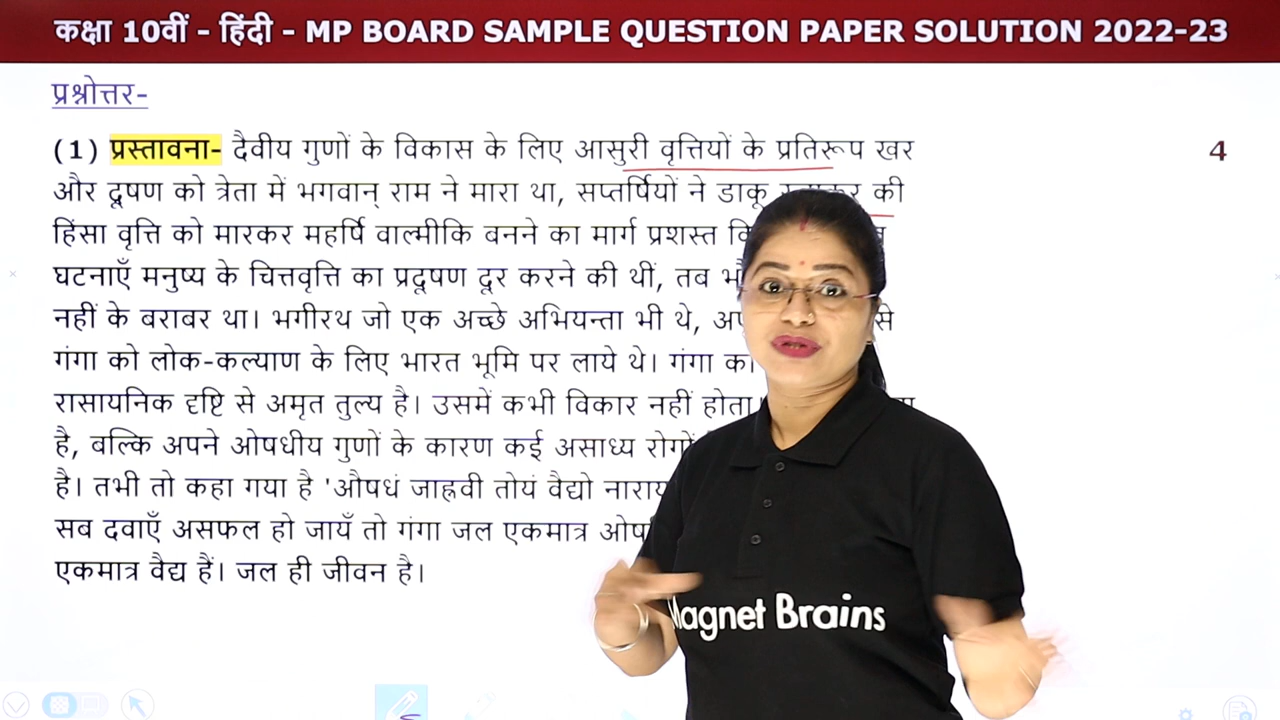 कक्षा 10वीं - हिंदी - MP BOARD SAMPLE QUESTION PAPER SOLUTION 2022-23
प्रश्नोत्तर-
(1) प्रस्तावना- दैवीय गुणों के विकास के लिए आसुरी वृत्तियों के प्रतिरूप खर 4
और दूषण को त्रेता में भगवान् राम ने मारा था, सप्तर्षियों ने डाकू की
हिंसा वृत्ति को मारकर महर्षि वाल्मीकि बनने का मार्ग प्रशस्त
घटनाएँ मनुष्य के चित्तवृत्ति का प्रदूषण दूर करने की थीं, तब
नहीं के बराबर था। भगीरथ जो एक अच्छे अभियन्ता भी थे, से
गंगा को लोक-कल्याण के लिए भारत भूमि पर लाये थे। गंगा
रासायनिक दृष्टि से अमृत तुल्य है। उसमें कभी विकार नहीं होता
है, बल्कि अपने ओषधीय गुणों के कारण कई असाध्य
है। तभी तो कहा गया है 'औषधं जाह्नवी तोयं वैद्यो
सब दवाएँ असफल हो जायँ तो गंगा जल एकमात्र
एकमात्र वैद्य हैं। जल ही जीवन है।
Magnet Brains